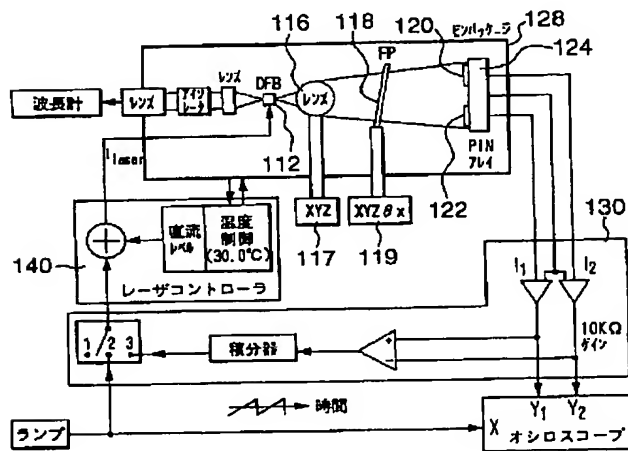 モンパッケージ
116
118
FP
120
128
124
レンズ
DFB
波長計
レンズ
アイソレータ
レンズ
112
PIN
アレイ
122
I laser
XYZ
XYZ θx
117
119
130
140
直流
レベル
温度
制御
(30.0℃)
レーザコントローラ
I1
I2
10KΩ
ゲイン
1
2
3
積分器
+
−
時間
ランプ
X
Y1
Y2
オシロスコープ